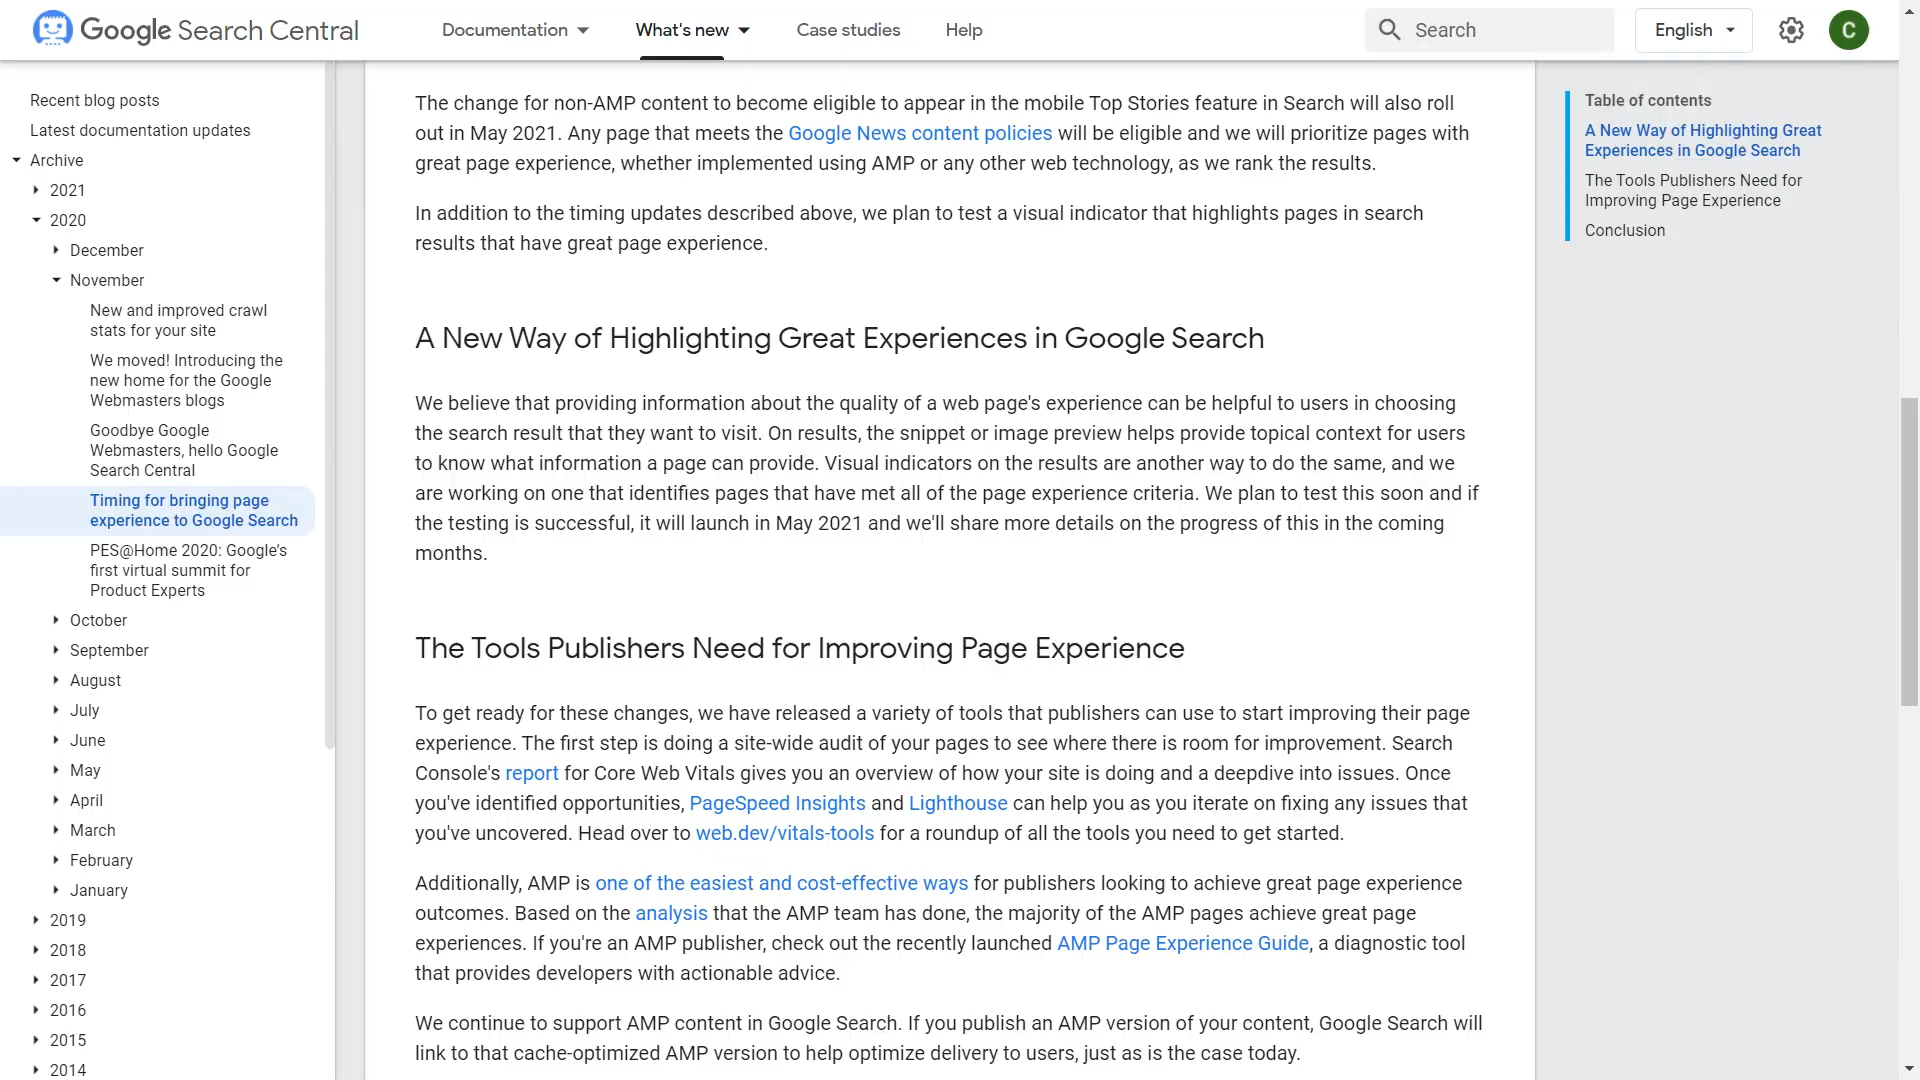 Google Search Central
Documentation
What's new
Case studies
Help
Search
English
C
Recent blog posts
Latest documentation updates
Archive
2021
2020
December
November
New and improved crawl
stats for your site
We moved! Introducing the
new home for the Google
Webmasters blogs
Goodbye Google
Webmasters, hello Google
Search Central
Timing for bringing page
experience to Google Search
PES@Home 2020: Google’s
first virtual summit for
Product Experts
October
September
August
July
June
May
April
March
February
January
2019
2018
2017
2016
2015
2014
The change for non-AMP content to become eligible to appear in the mobile Top Stories feature in Search will also roll
out in May 2021. Any page that meets the Google News content policies will be eligible and we will prioritize pages with
great page experience, whether implemented using AMP or any other web technology, as we rank the results.
In addition to the timing updates described above, we plan to test a visual indicator that highlights pages in search
results that have great page experience.
A New Way of Highlighting Great Experiences in Google Search
We believe that providing information about the quality of a web page's experience can be helpful to users in choosing
the search result that they want to visit. On results, the snippet or image preview helps provide topical context for users
to know what information a page can provide. Visual indicators on the results are another way to do the same, and we
are working on one that identifies pages that have met all of the page experience criteria. We plan to test this soon and if
the testing is successful, it will launch in May 2021 and we'll share more details on the progress of this in the coming
months.
The Tools Publishers Need for Improving Page Experience
To get ready for these changes, we have released a variety of tools that publishers can use to start improving their page
experience. The first step is doing a site-wide audit of your pages to see where there is room for improvement. Search
Console's report for Core Web Vitals gives you an overview of how your site is doing and a deepdive into issues. Once
you've identified opportunities, PageSpeed Insights and Lighthouse can help you as you iterate on fixing any issues that
you've uncovered. Head over to web.dev/vitals-tools for a roundup of all the tools you need to get started.
Additionally, AMP is one of the easiest and cost-effective ways for publishers looking to achieve great page experience
outcomes. Based on the analysis that the AMP team has done, the majority of the AMP pages achieve great page
experiences. If you're an AMP publisher, check out the recently launched AMP Page Experience Guide, a diagnostic tool
that provides developers with actionable advice.
We continue to support AMP content in Google Search. If you publish an AMP version of your content, Google Search will
link to that cache-optimized AMP version to help optimize delivery to users, just as is the case today.
Table of contents
A New Way of Highlighting Great
Experiences in Google Search
The Tools Publishers Need for
Improving Page Experience
Conclusion